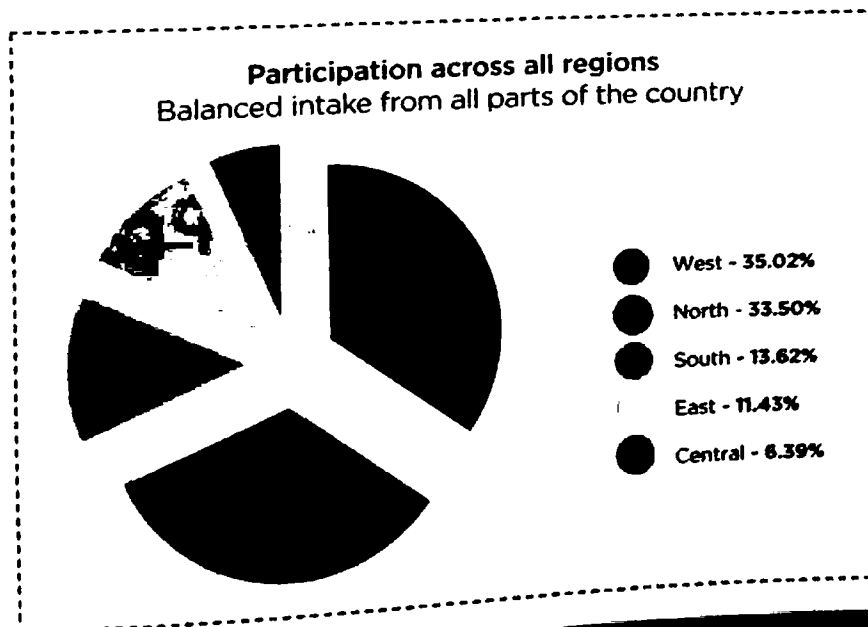 Participation across all regions
Balanced intake from all parts of the country
West - 35.02%
North - 33.50%
South - 13.62%
East - 11.43%
Central - 6.39%